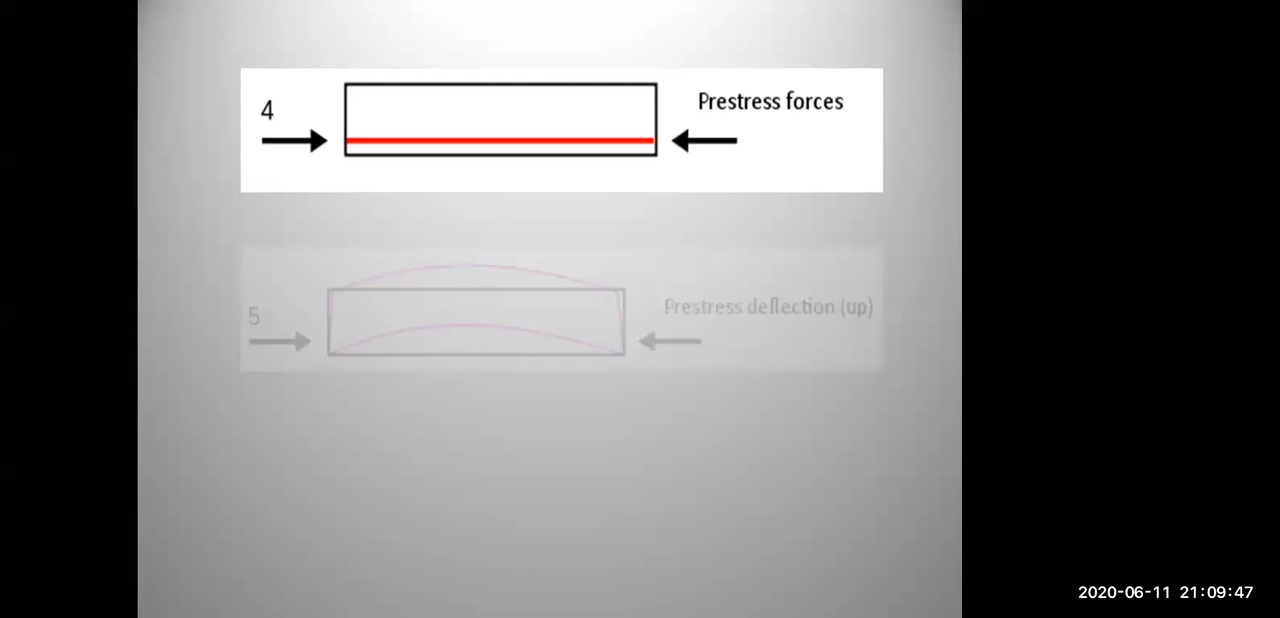 4
Prestress forces
5
Prestress deflection (up)
2020-06-11 21:09:47